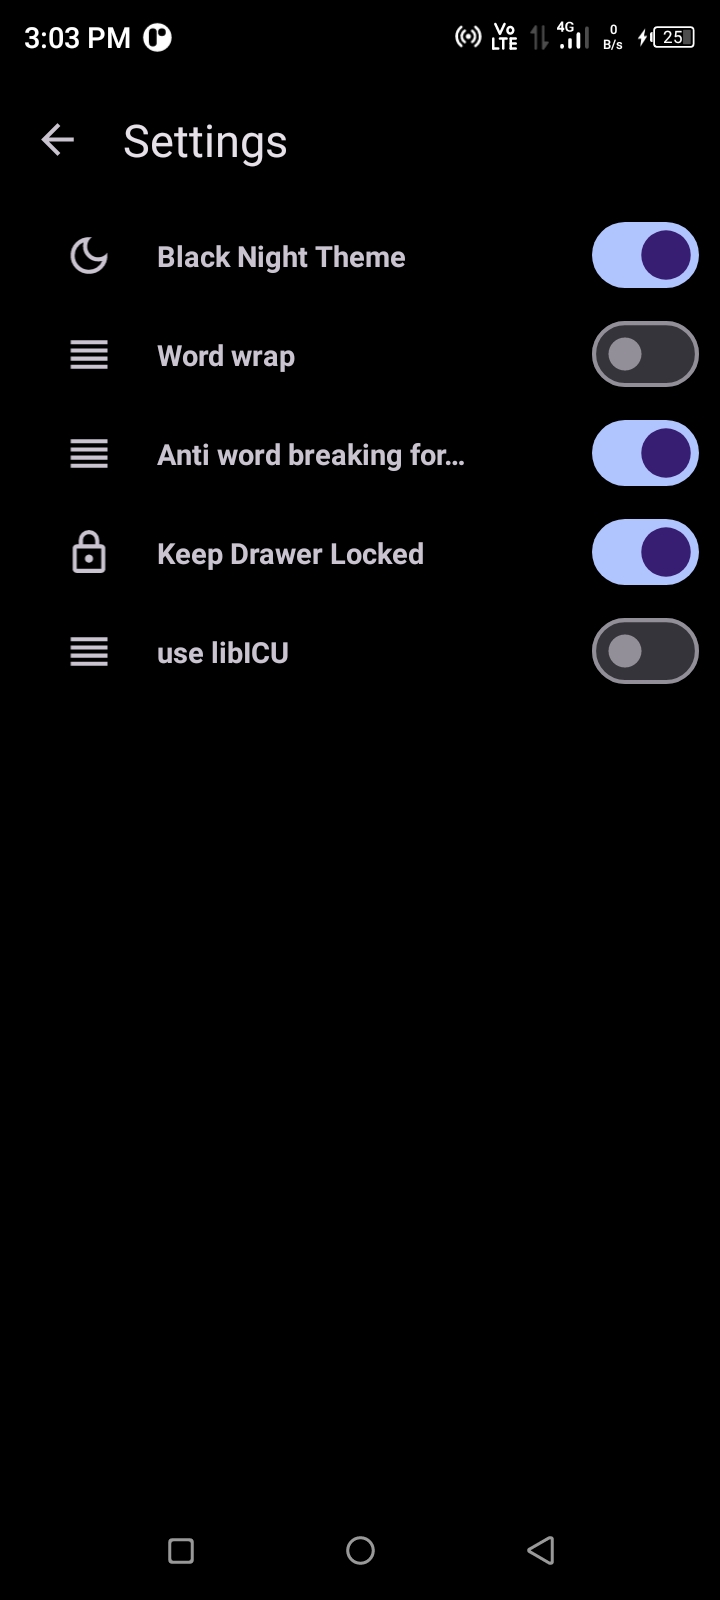 3:03 PM
Vo LTE
4G
0 B/s
25
Settings
Black Night Theme
Word wrap
Anti word breaking for…
Keep Drawer Locked
use libICU